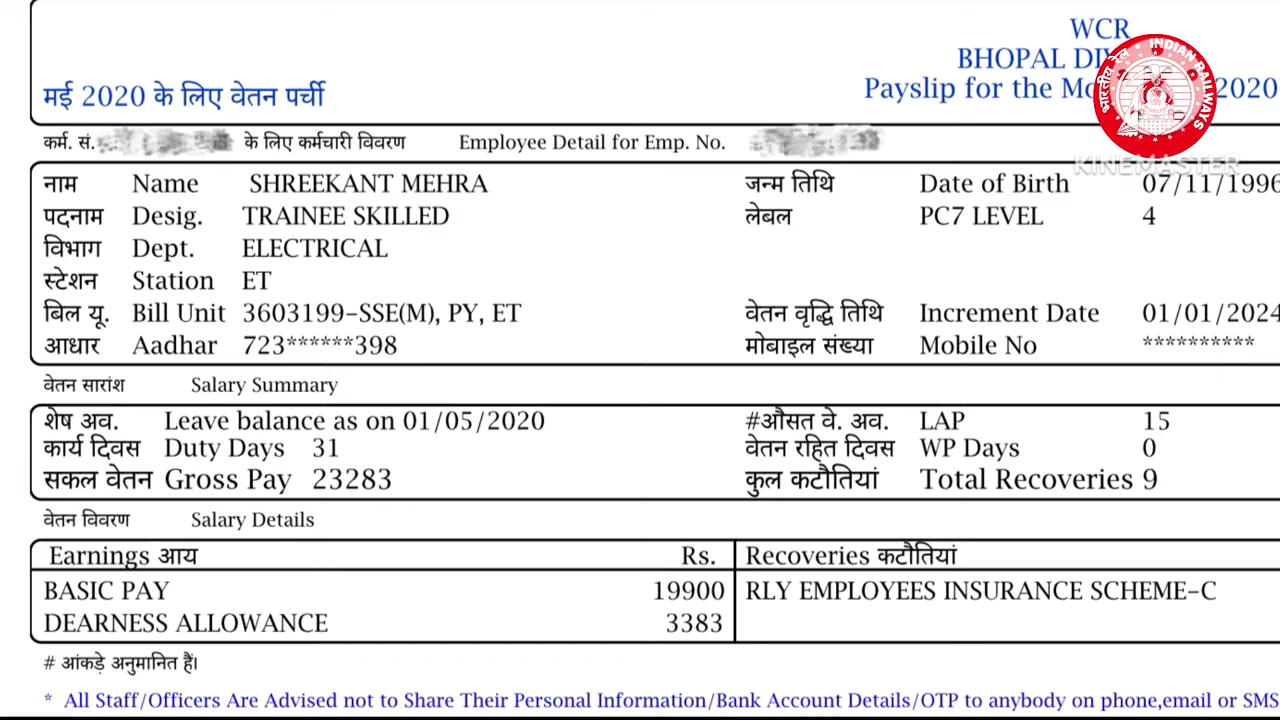 WCR
BHOPAL DI
मई 2020 के लिए वेतन पर्ची Payslip for the Mo 2020
भारतीय रेल INDIAN RAILWAYS
KINEMASTER
कर्म. सं. के लिए कर्मचारी विवरण Employee Detail for Emp. No.
नाम Name SHREEKANT MEHRA जन्म तिथि Date of Birth 07/11/1996
पदनाम Desig. TRAINEE SKILLED लेबल PC7 LEVEL 4
विभाग Dept. ELECTRICAL
स्टेशन Station ET
बिल यू. Bill Unit 3603199-SSE(M), PY, ET वेतन वृद्धि तिथि Increment Date 01/01/2024
आधार Aadhar 723******398 मोबाइल संख्या Mobile No **********
वेतन सारांश Salary Summary
शेष अव. Leave balance as on 01/05/2020 #औसत वे. अव. LAP 15
कार्य दिवस Duty Days 31 वेतन रहित दिवस WP Days 0
सकल वेतन Gross Pay 23283 कुल कटौतियां Total Recoveries 9
वेतन विवरण Salary Details
Earnings आय Rs. Recoveries कटौतियां
BASIC PAY 19900 RLY EMPLOYEES INSURANCE SCHEME-C
DEARNESS ALLOWANCE 3383
# आंकड़े अनुमानित हैं।
* All Staff/Officers Are Advised not to Share Their Personal Information/Bank Account Details/OTP to anybody on phone,email or SMS